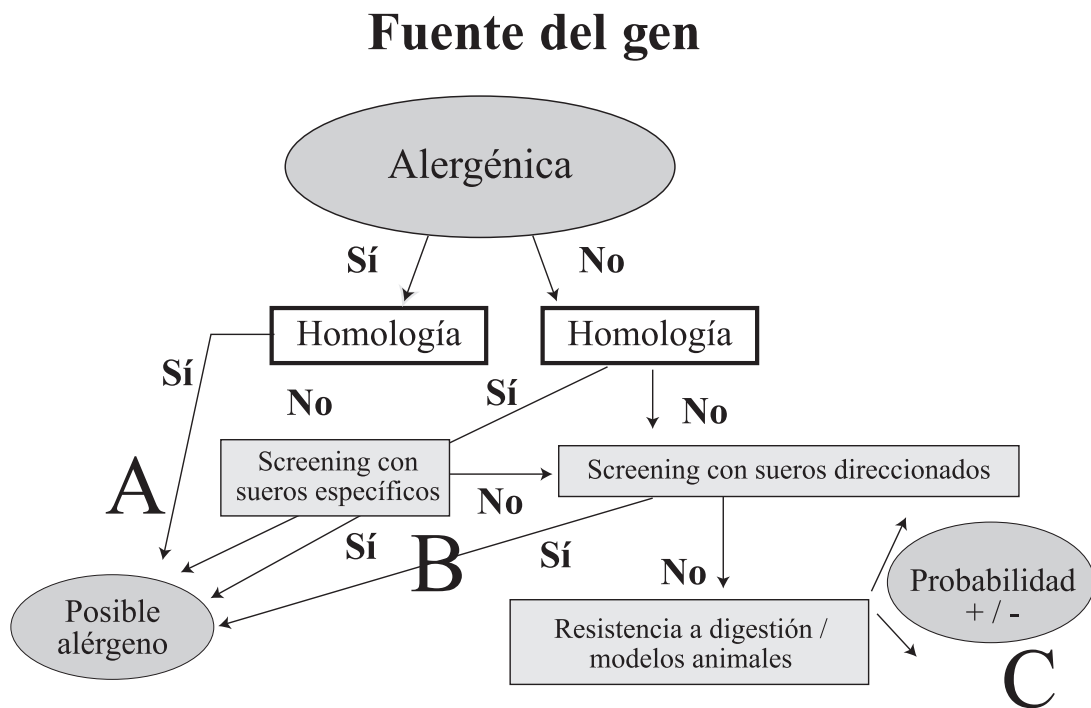 Fuente del gen
Alergénica
Sí
No
Homología
Homología
Sí
No
Sí
No
A
Screening con
sueros específicos
No
Screening con sueros direccionados
Sí
B
Sí
No
Posible
alérgeno
Resistencia a digestión /
modelos animales
Probabilidad
+ / -
C